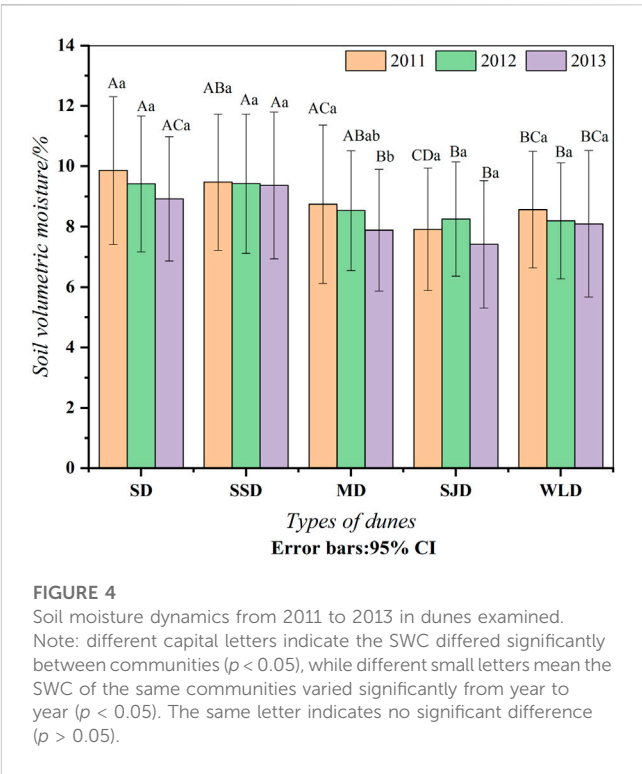 14
12
10
8
6
4
2
0
Soil volumetric moisture/%
2011 2012 2013
Aa Aa ACa ABa Aa Aa ACa ABab Bb CDa Ba Ba BCa Ba BCa
SD SSD MD SJD WLD
Types of dunes
Error bars:95% CI
FIGURE 4
Soil moisture dynamics from 2011 to 2013 in dunes examined.
Note: different capital letters indicate the SWC differed significantly
between communities (p < 0.05), while different small letters mean the
SWC of the same communities varied significantly from year to
year (p < 0.05). The same letter indicates no significant difference
(p > 0.05).